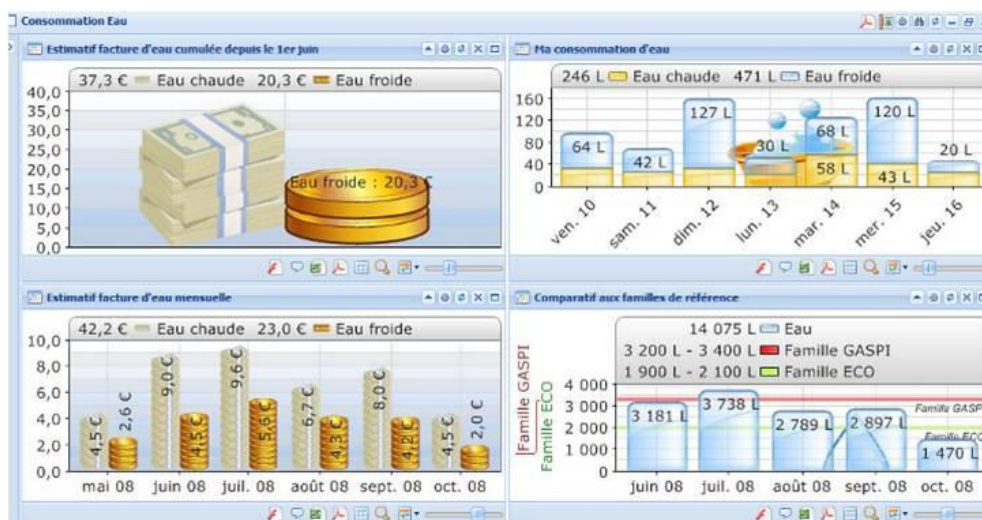 Consommation Eau
Estimatif facture d'eau cumulée depuis le 1er juin
37,3 € Eau chaude 20,3 € Eau froide
40,0
35,0
30,0
25,0
20,0
15,0
10,0
5,0
0,0
Eau froide : 20,3 €
Ma consommation d'eau
246 L Eau chaude 471 L Eau froide
160
120
80
40
0
64 L
42 L
127 L
30 L
68 L
58 L
120 L
43 L
20 L
ven. 10
sam. 11
dim. 12
lun. 13
mar. 14
mer. 15
jeu. 16
Estimatif facture d'eau mensuelle
42,2 € Eau chaude 23,0 € Eau froide
10,0
8,0
6,0
4,0
2,0
0,0
4,5 €
2,6 €
9,0 €
4,5 €
9,6 €
5,6 €
6,7 €
4,3 €
8,0 €
4,2 €
4,5 €
2,0 €
mai 08 juin 08 juil. 08 août 08 sept. 08 oct. 08
Comparatif aux familles de référence
14 075 L Eau
3 200 L - 3 400 L Famille GASPI
1 900 L - 2 100 L Famille ECO
Famille GASPI
Famille ECO
4 000
3 000
2 000
1 000
0
3 181 L
3 738 L
2 789 L
2 897 L
1 470 L
Famille GASP
Famille ECO
juin 08 juil. 08 août 08 sept. 08 oct. 08